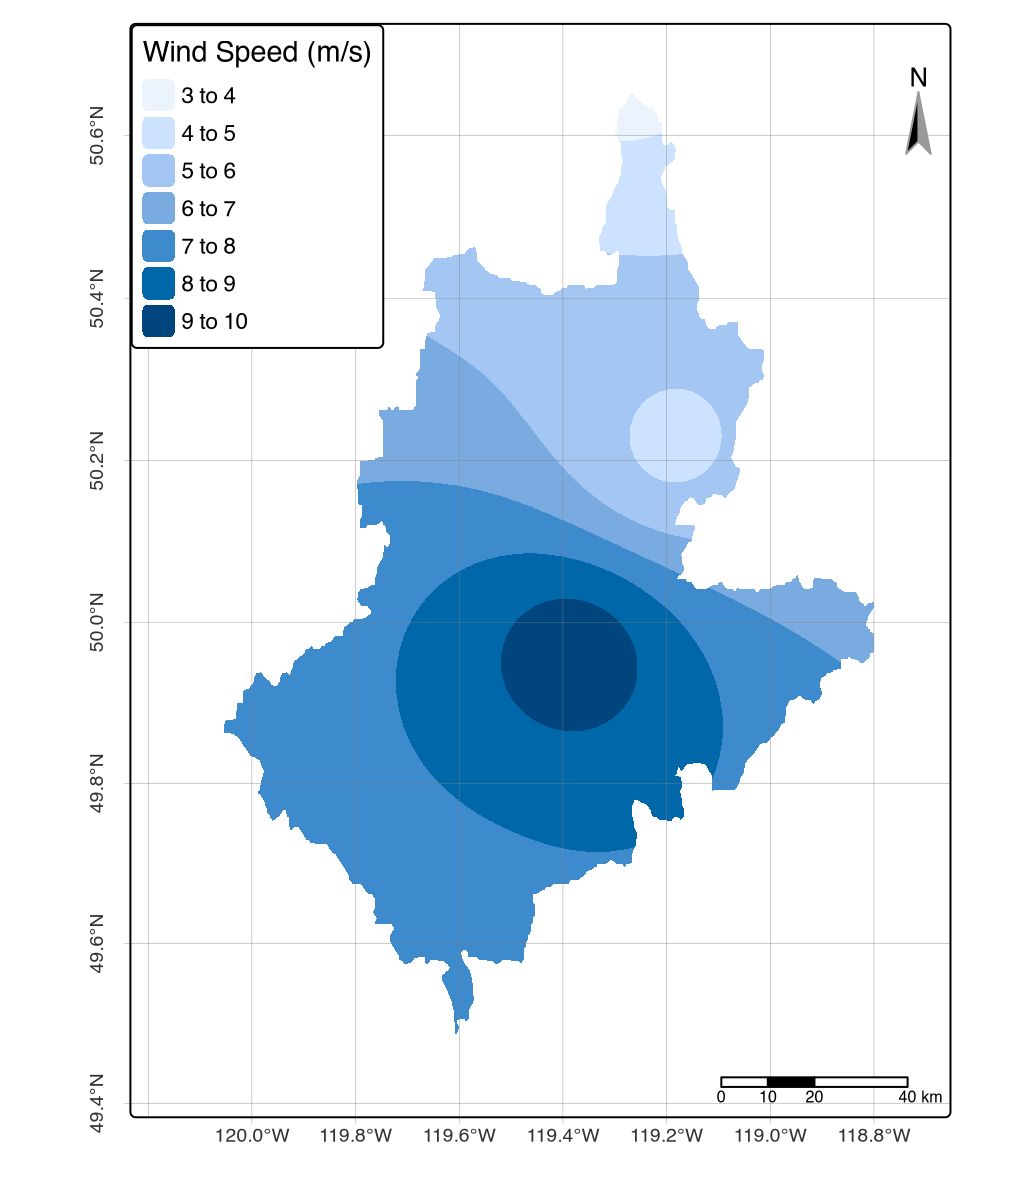 Wind Speed (m/s)
3 to 4
4 to 5
5 to 6
6 to 7
7 to 8
8 to 9
9 to 10
N
50.6°N
50.4°N
50.2°N
50.0°N
49.8°N
49.6°N
49.4°N
0 10 20 40 km
120.0°W 119.8°W 119.6°W 119.4°W 119.2°W 119.0°W 118.8°W